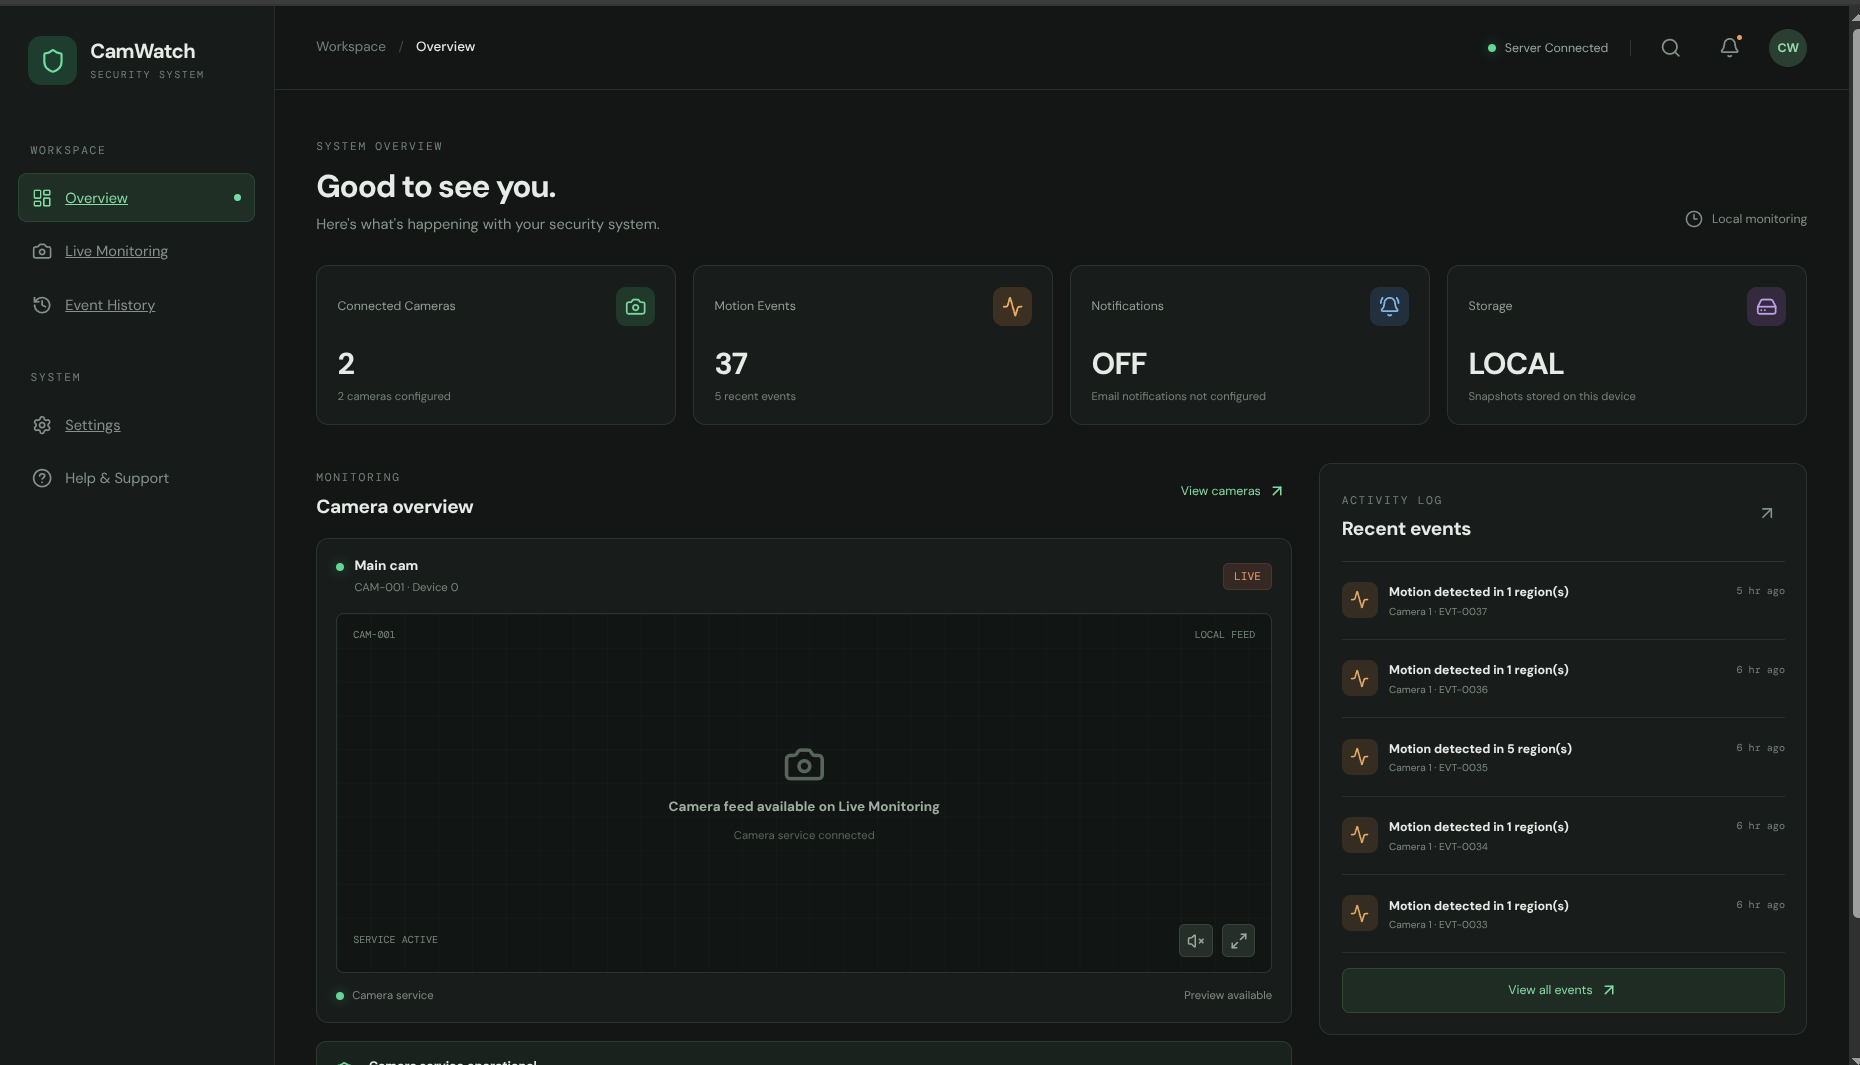 CamWatch
SECURITY SYSTEM
WORKSPACE
Overview
Live Monitoring
Event History
SYSTEM
Settings
Help & Support
Workspace / Overview
Server Connected
CW
SYSTEM OVERVIEW
Good to see you.
Here's what's happening with your security system.
Local monitoring
Connected Cameras
2
2 cameras configured
Motion Events
37
5 recent events
Notifications
OFF
Email notifications not configured
Storage
LOCAL
Snapshots stored on this device
MONITORING
Camera overview
View cameras
Main cam
CAM-001 · Device 0
LIVE
CAM-001
LOCAL FEED
Camera feed available on Live Monitoring
Camera service connected
SERVICE ACTIVE
Camera service
Preview available
Camera service operational
ACTIVITY LOG
Recent events
Motion detected in 1 region(s)
5 hr ago
Camera 1 · EVT-0037
Motion detected in 1 region(s)
6 hr ago
Camera 1 · EVT-0036
Motion detected in 5 region(s)
6 hr ago
Camera 1 · EVT-0035
Motion detected in 1 region(s)
6 hr ago
Camera 1 · EVT-0034
Motion detected in 1 region(s)
6 hr ago
Camera 1 · EVT-0033
View all events